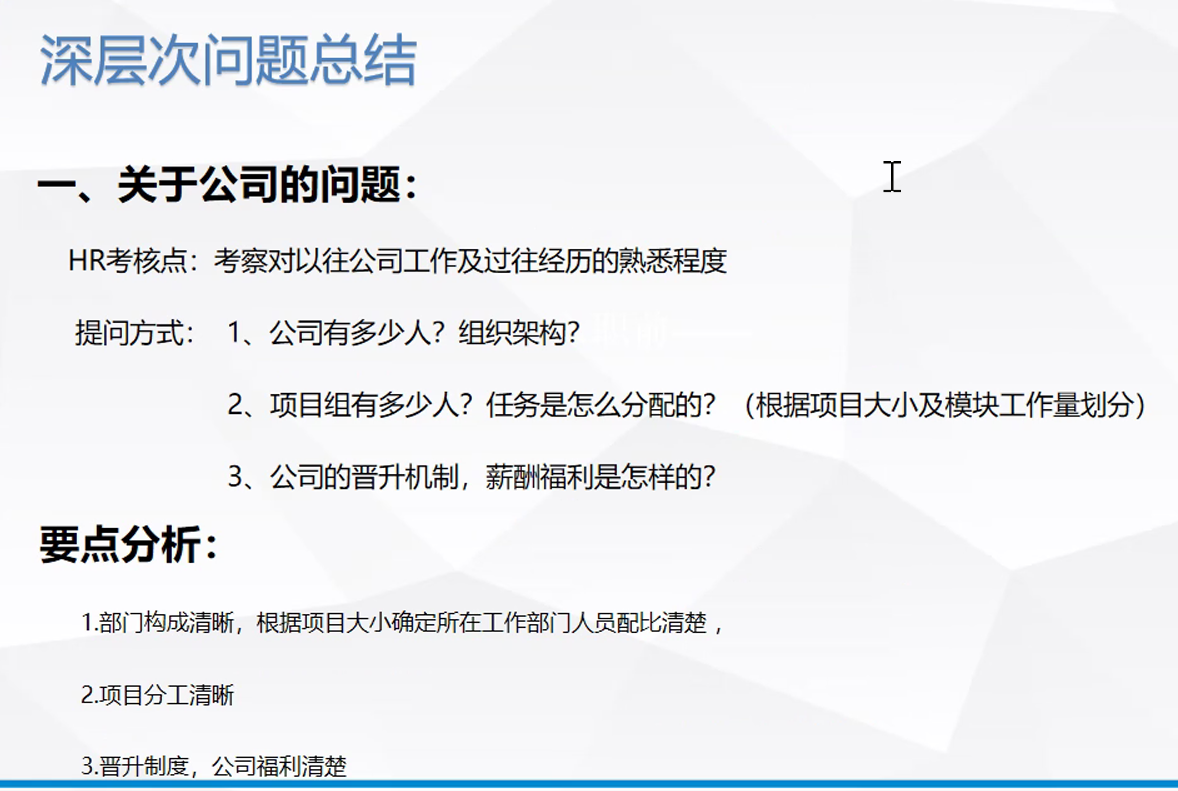 深层次问题总结
一、关于公司的问题：
HR考核点：考察对以往公司工作及过往经历的熟悉程度
提问方式： 1、公司有多少人？组织架构？
2、项目组有多少人？任务是怎么分配的？（根据项目大小及模块工作量划分）
3、公司的晋升机制，薪酬福利是怎样的？
要点分析：
1.部门构成清晰，根据项目大小确定所在工作部门人员配比清楚 ，
2.项目分工清晰
3.晋升制度，公司福利清楚